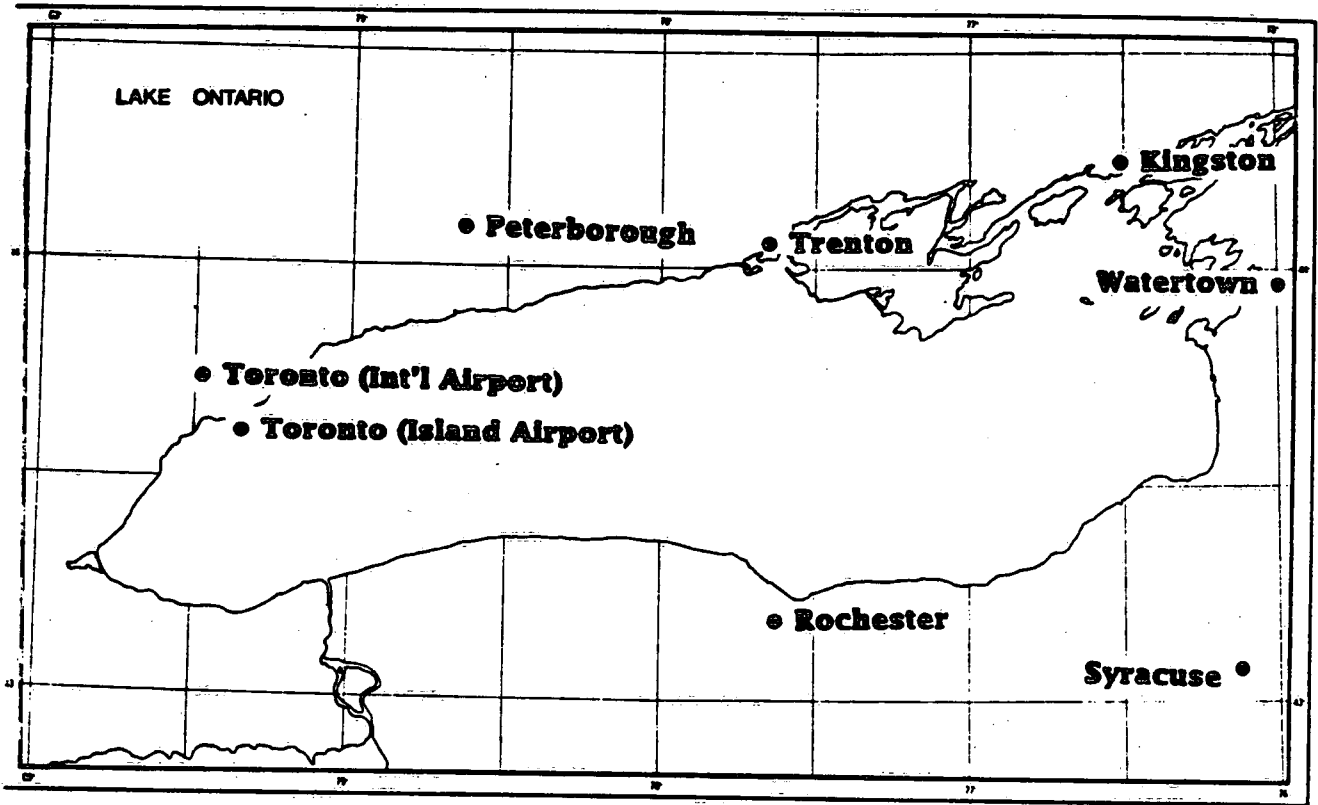 LAKE ONTARIO
Kingston
Peterborough
Trenton
Watertown
Toronto (Int'l Airport)
Toronto (Island Airport)
Rochester
Syracuse